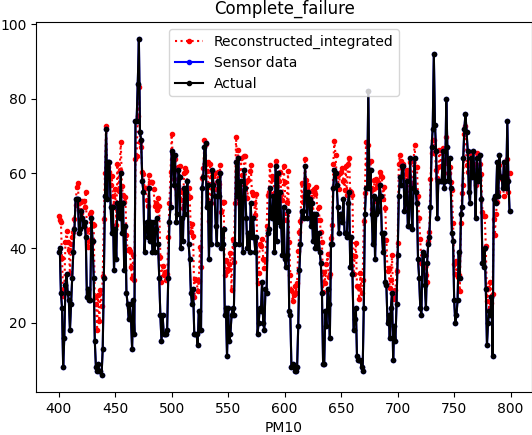 Complete_failure
Reconstructed_integrated
Sensor data
Actual
100
80
60
40
20
400 450 500 550 600 650 700 750 800
PM10